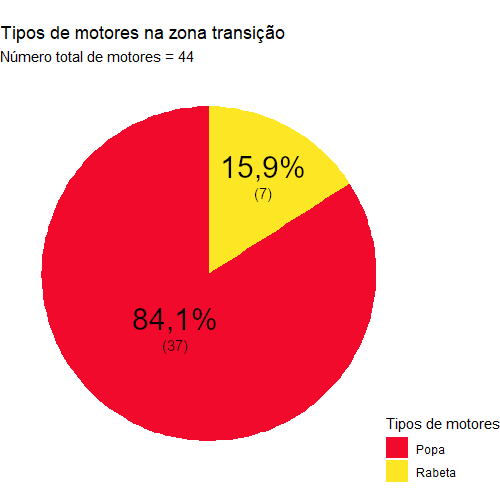 Tipos de motores na zona transição
Número total de motores = 44
15,9%
(7)
84,1%
(37)
Tipos de motores
Popa
Rabeta